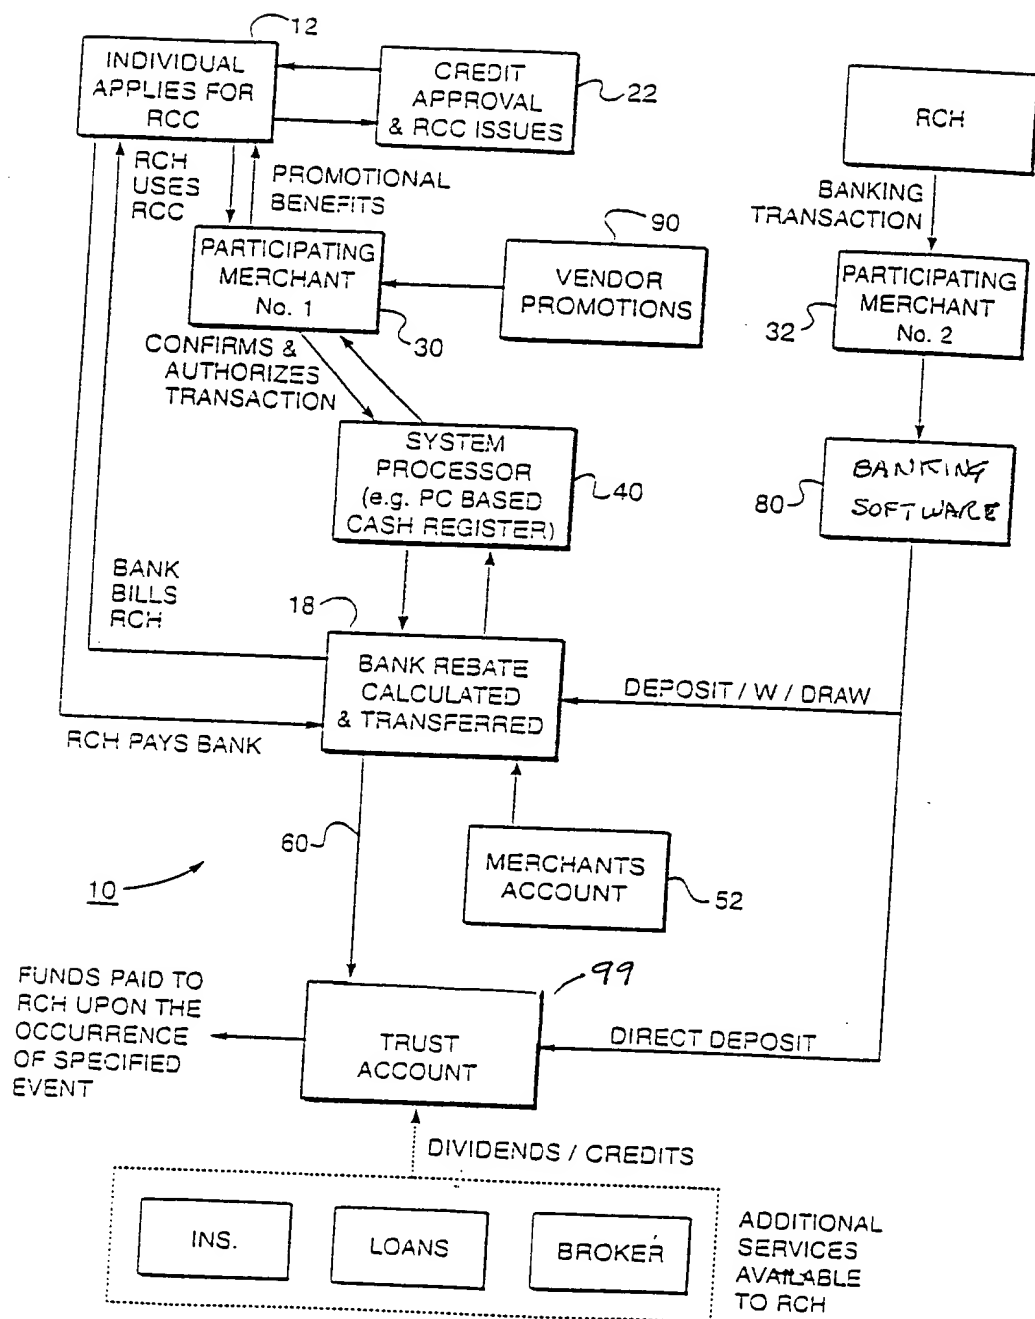 12
INDIVIDUAL
APPLIES FOR
RCC
CREDIT
APPROVAL
& RCC ISSUES
22
RCH
RCH
USES
RCC
PROMOTIONAL
BENEFITS
BANKING
TRANSACTION
90
PARTICIPATING
MERCHANT
No. 1
30
VENDOR
PROMOTIONS
PARTICIPATING
MERCHANT
No. 2
32
CONFIRMS &
AUTHORIZES
TRANSACTION
SYSTEM
PROCESSOR
(e.g. PC BASED
CASH REGISTER)
40
BANKING
SOFTWARE
80
BANK
BILLS
RCH
18
BANK REBATE
CALCULATED
& TRANSFERRED
DEPOSIT / W / DRAW
RCH PAYS BANK
60
MERCHANTS
ACCOUNT
52
10
FUNDS PAID TO
RCH UPON THE
OCCURRENCE
OF SPECIFIED
EVENT
99
TRUST
ACCOUNT
DIRECT DEPOSIT
DIVIDENDS / CREDITS
INS.
LOANS
BROKER
ADDITIONAL
SERVICES
AVAILABLE
TO RCH